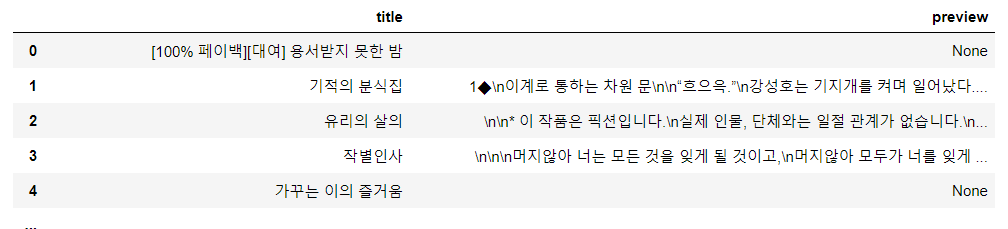 title preview
0 [100% 페이백][대여] 용서받지 못한 밤 None
1 기적의 분식집 1◆\n이계로 통하는 차원 문\n\n“흐으윽.”\n강성호는 기지개를 켜며 일어났다....
2 유리의 살의 \n\n* 이 작품은 픽션입니다.\n실제 인물, 단체와는 일절 관계가 없습니다.\n...
3 작별인사 \n\n\n머지않아 너는 모든 것을 잊게 될 것이고,\n머지않아 모두가 너를 잊게 ...
4 가꾸는 이의 즐거움 None
...